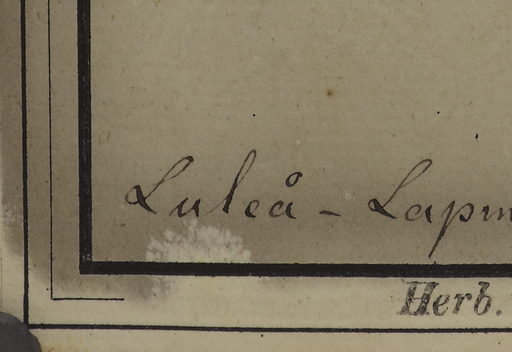 Luleå - Lapm
Herb.